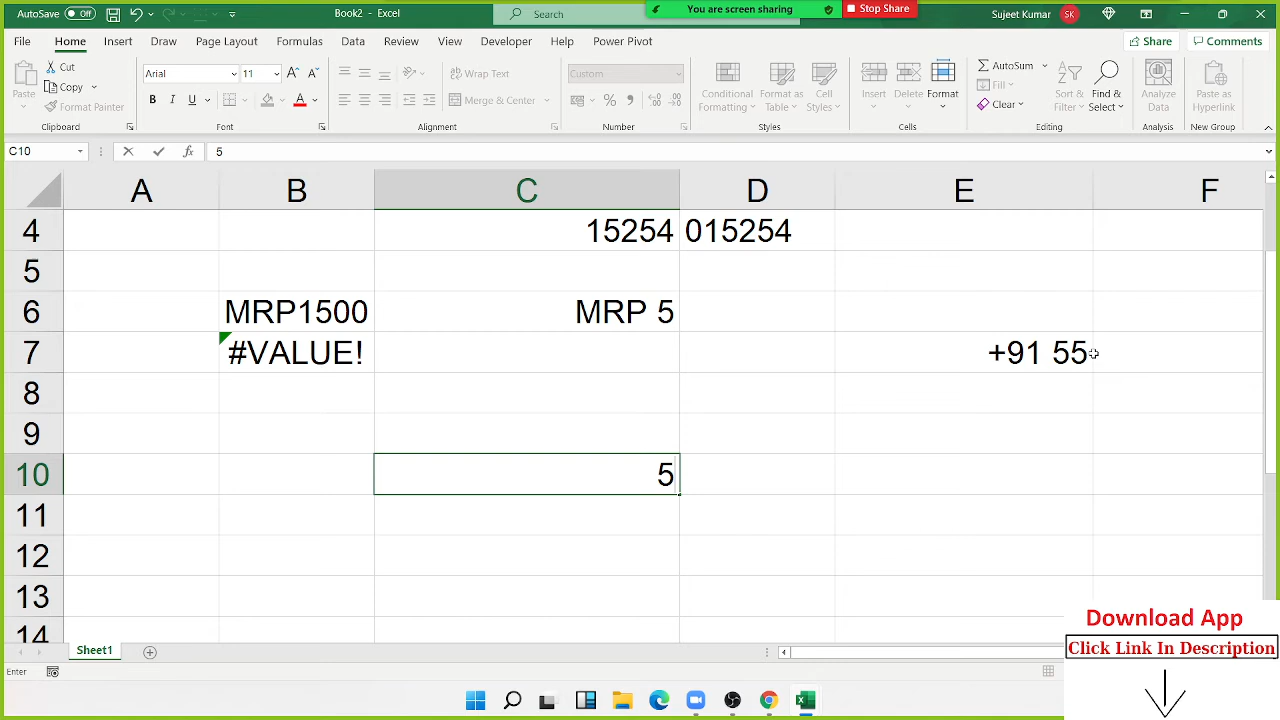 AutoSave Off Book2 - Excel Search You are screen sharing Stop Share Sujeet Kumar SK
File Home Insert Draw Page Layout Formulas Data Review View Developer Help Power Pivot Share Comments
Paste Cut Copy Format Painter
Clipboard
Arial 11
B I U
Font
Wrap Text
Merge & Center
Alignment
Custom
Number
Conditional Formatting Format as Table Cell Styles
Styles
Insert Delete Format
Cells
AutoSum Fill Clear Sort & Filter Find & Select
Editing
Analyze Data
Analysis
Paste as Hyperlink
New Group
C10 fx 5
A B C D E F
4 15254 015254
5
6 MRP1500 MRP 5
7 #VALUE! +91 55
8
9
10 5
11
12
13
14
Sheet1
Enter
Download App
Click Link In Description